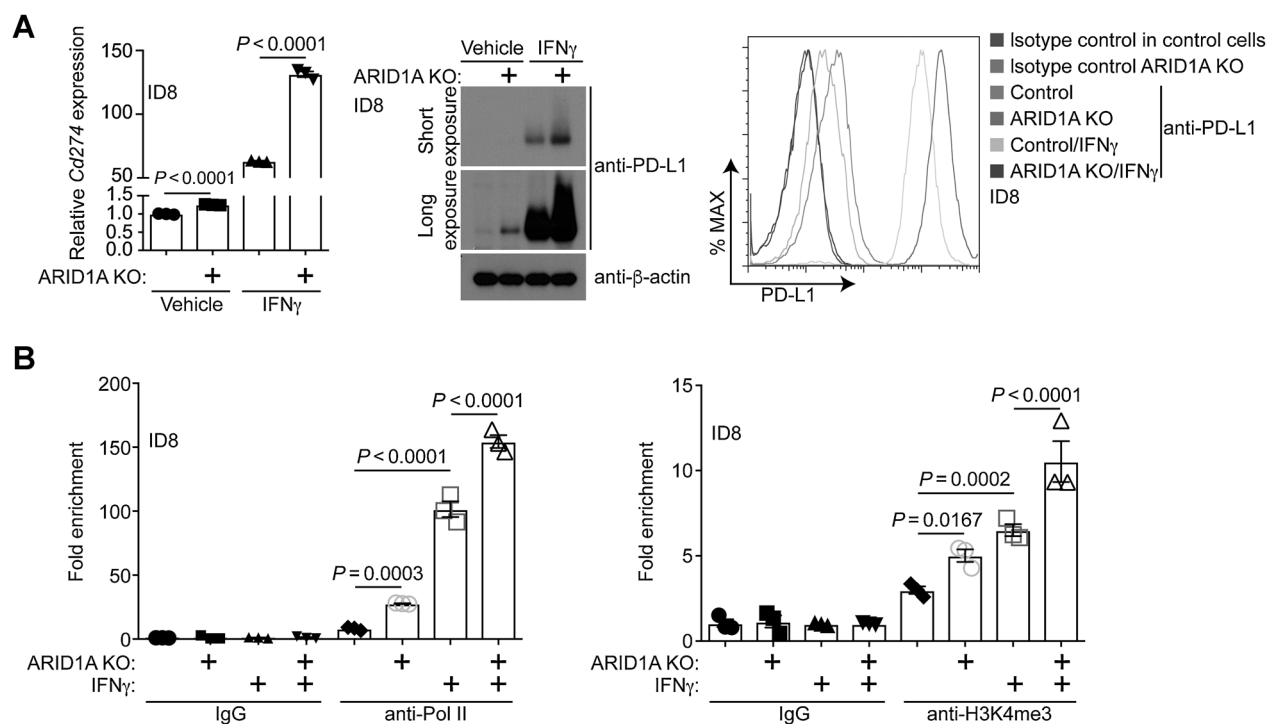 A
Relative Cd274 expression
150
100
50
1.5
1.0
0.5
0.0
ID8
P < 0.0001
P < 0.0001
ARID1A KO: + +
Vehicle IFNγ
Vehicle IFNγ
ARID1A KO: + +
ID8
Short exposure
Long exposure
anti-PD-L1
anti-β-actin
% MAX
PD-L1
Isotype control in control cells
Isotype control ARID1A KO
Control
ARID1A KO
Control/IFNγ
ARID1A KO/IFNγ
anti-PD-L1
ID8
B
Fold enrichment
200
150
100
50
0
ID8
P < 0.0001
P < 0.0001
P = 0.0003
ARID1A KO: + + + +
IFNγ: + + + +
IgG anti-Pol II
Fold enrichment
15
10
5
0
ID8
P < 0.0001
P = 0.0002
P = 0.0167
ARID1A KO: + + + +
IFNγ: + + + +
IgG anti-H3K4me3